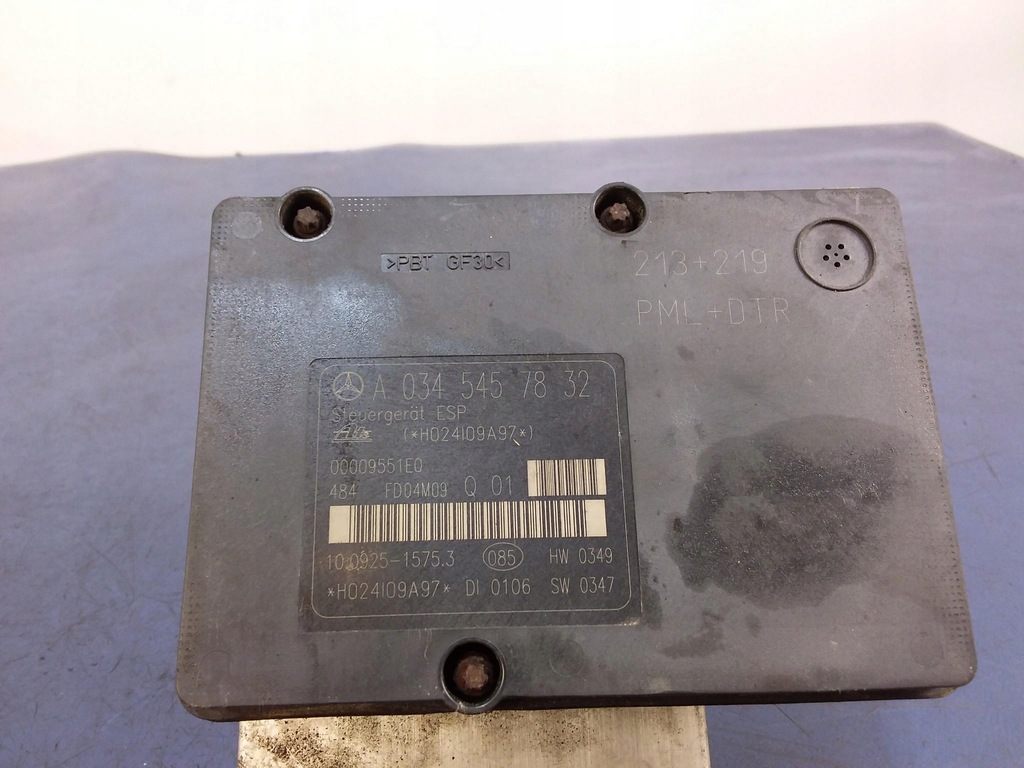 >PBT GF30<
213+219
PML+DTR
A 034 545 78 32
Steuergerät ESP
Ate (*H024I09A97*)
00009551E0
484 FD04M09 Q 01
10.0925-1575.3 085 HW 0349
*H024I09A97* DI 0106 SW 0347